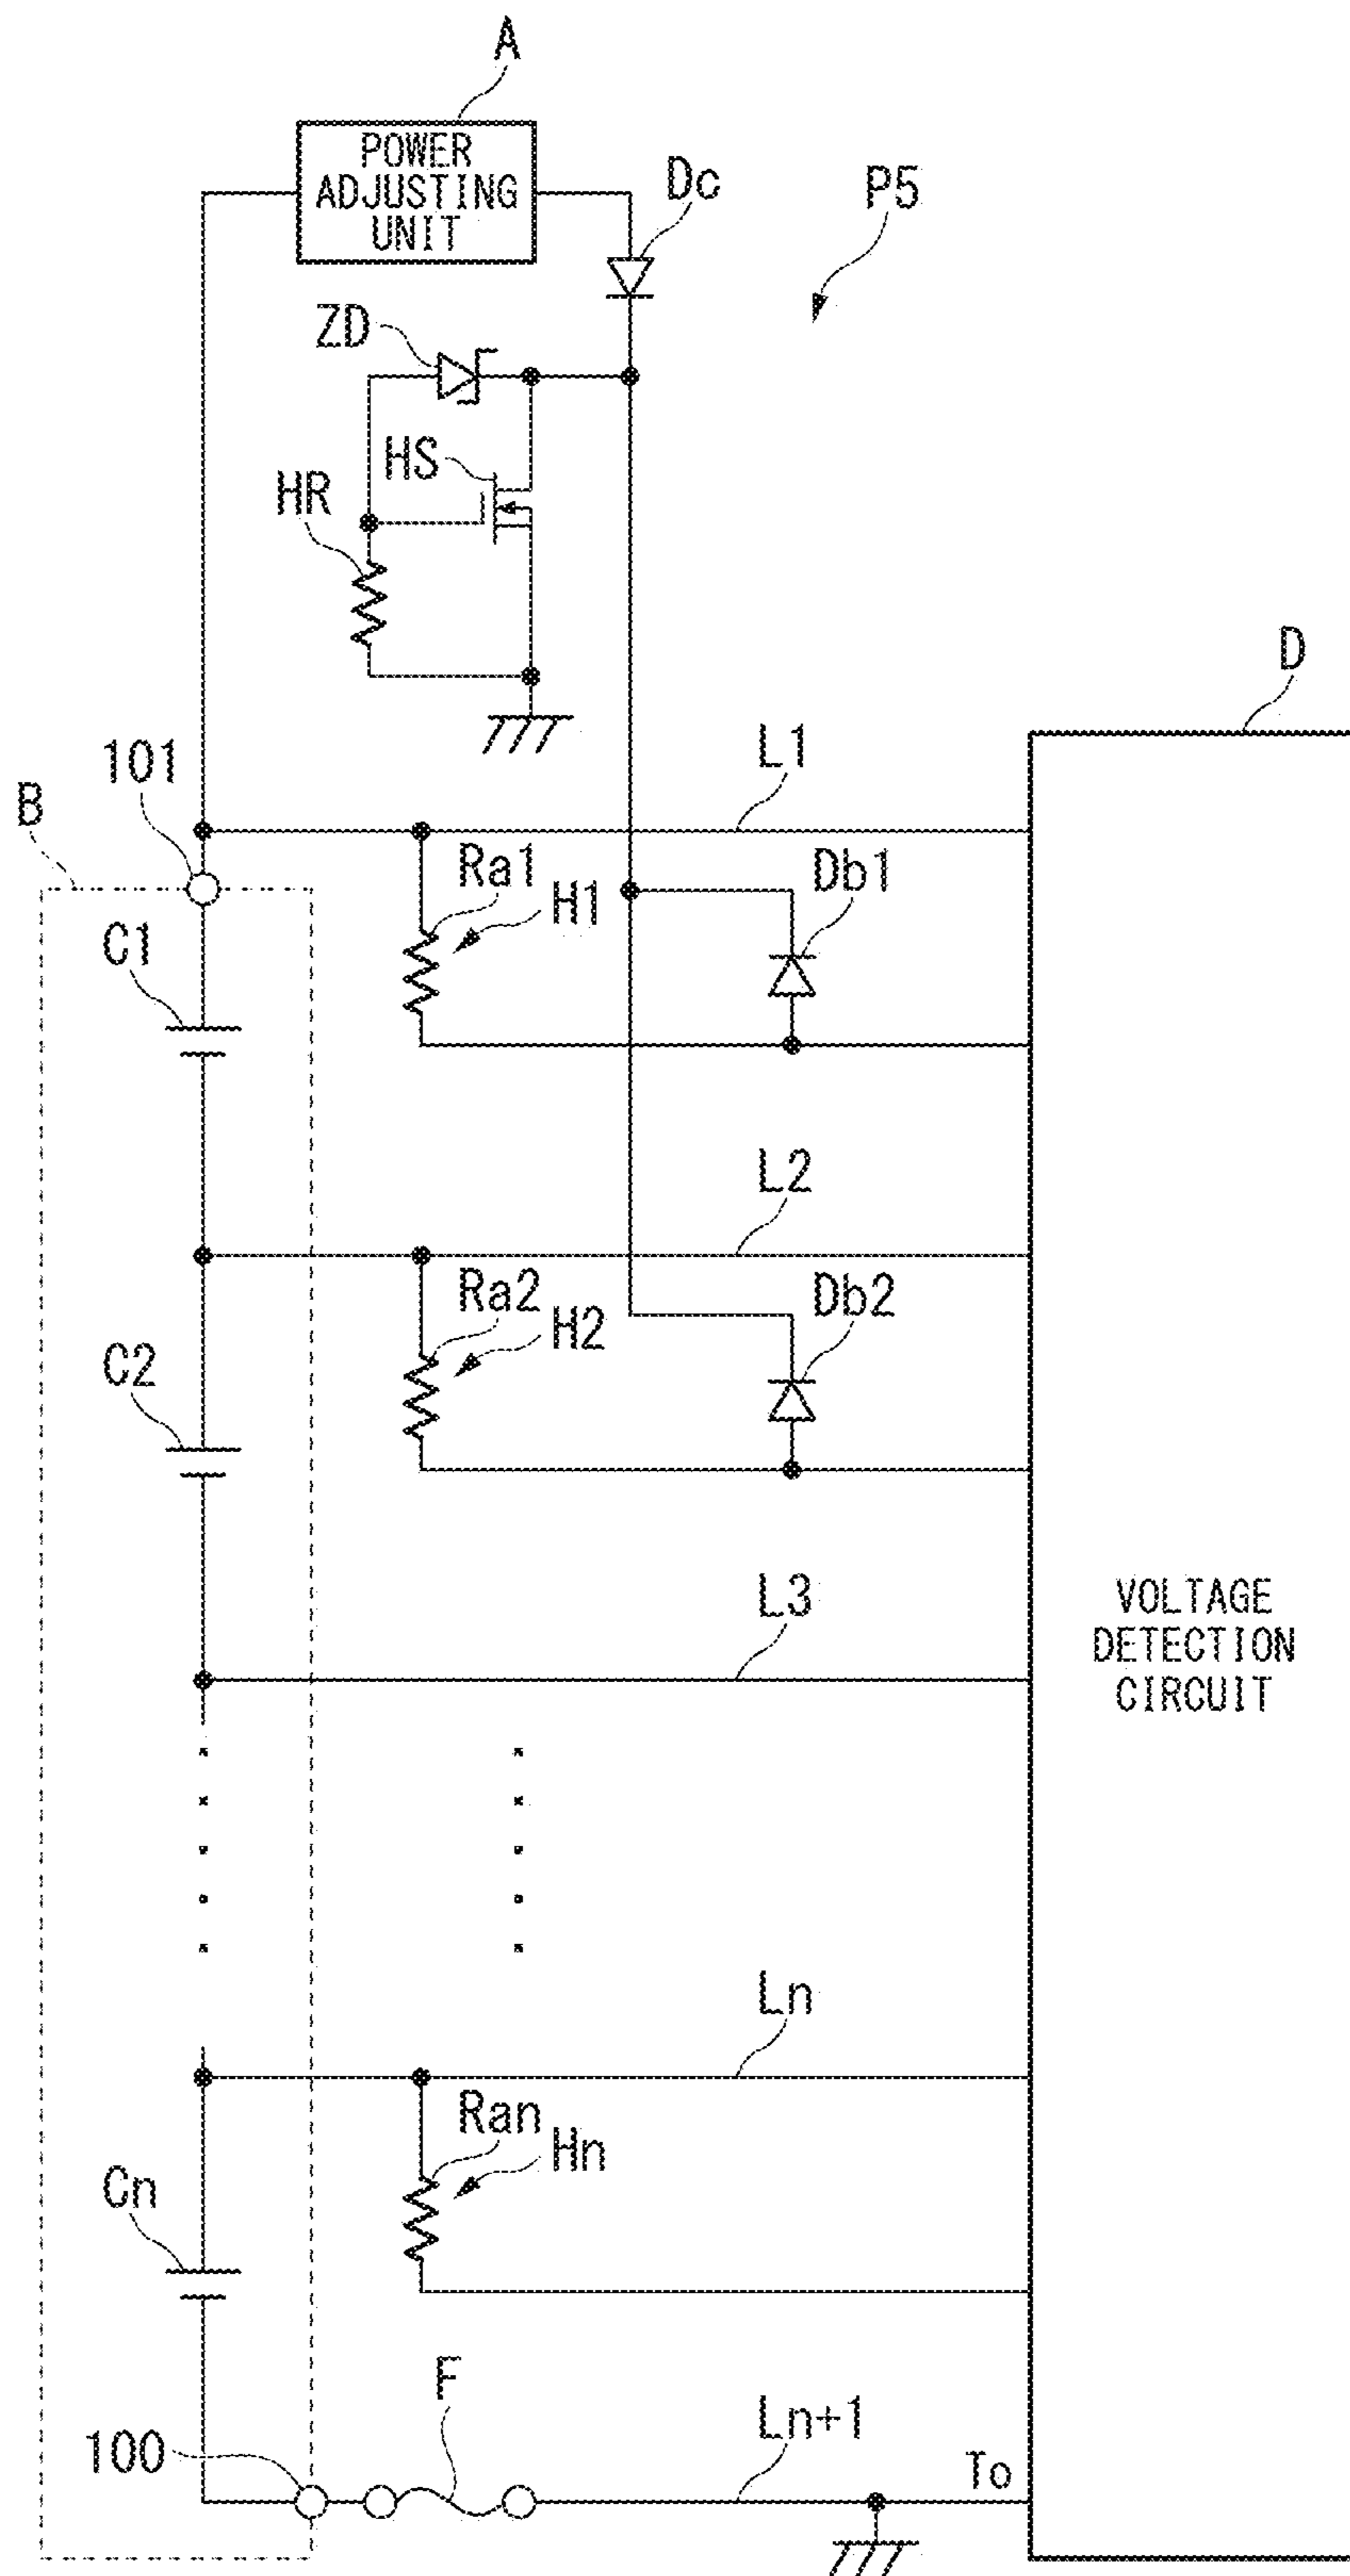 A
POWER
ADJUSTING
UNIT
Dc
P5
ZD
HS
HR
D
101
L1
B
Ra1
H1
Db1
C1
L2
Ra2
H2
Db2
C2
L3
VOLTAGE
DETECTION
CIRCUIT
Ln
Ran
Hn
Cn
F
Ln+1
100
To